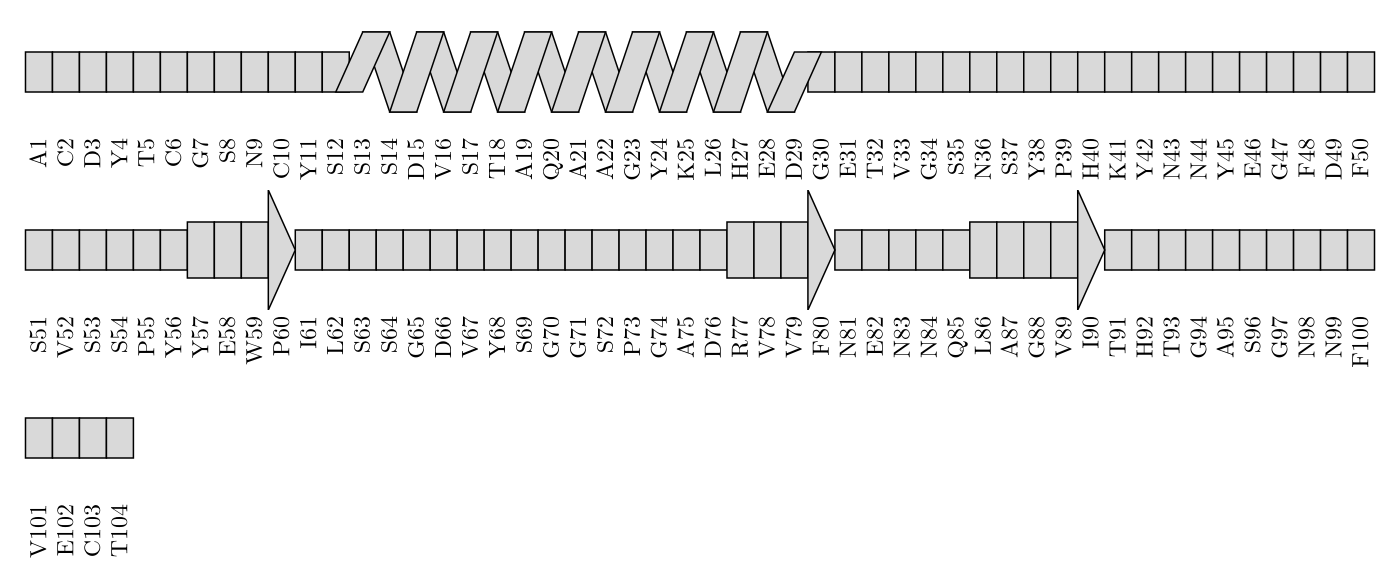 A1 C2 D3 Y4 T5 C6 G7 S8 N9 C10 Y11 S12 S13 S14 D15 V16 S17 T18 A19 Q20 A21 A22 G23 Y24 K25 L26 H27 E28 D29 G30 E31 T32 V33 G34 S35 N36 S37 Y38 P39 H40 K41 Y42 N43 N44 Y45 E46 G47 F48 D49 F50
S51 V52 S53 S54 P55 Y56 Y57 E58 W59 P60 I61 L62 S63 S64 G65 D66 V67 Y68 S69 G70 G71 S72 P73 G74 A75 D76 R77 V78 V79 F80 N81 E82 N83 N84 Q85 L86 A87 G88 V89 I90 T91 H92 T93 G94 A95 S96 G97 N98 N99 F100
V101 E102 C103 T104